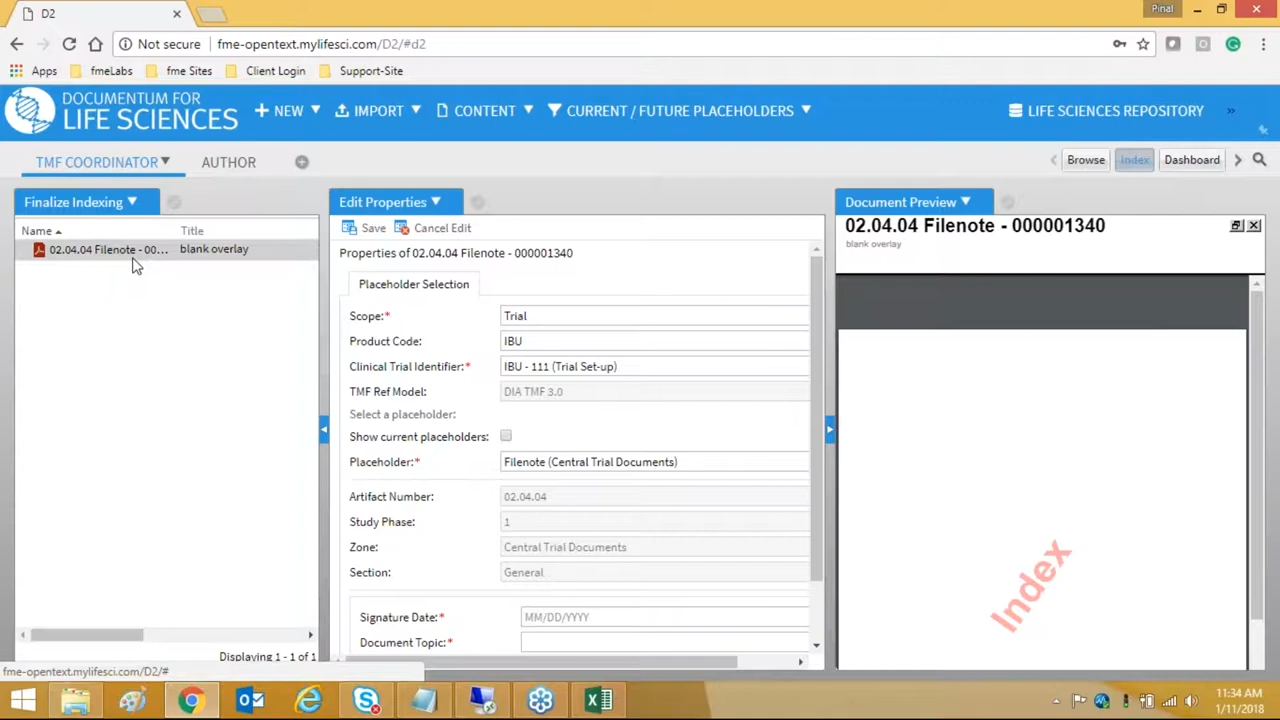 D2
Pinal
Not secure fme-opentext.mylifesci.com/D2/#d2
Apps fmeLabs fme Sites Client Login Support-Site
DOCUMENTUM FOR
LIFE SCIENCES
NEW IMPORT CONTENT CURRENT / FUTURE PLACEHOLDERS LIFE SCIENCES REPOSITORY »
TMF COORDINATOR AUTHOR Browse Index Dashboard
Finalize Indexing Edit Properties Document Preview
Name Title
02.04.04 Filenote - 00... blank overlay
Save Cancel Edit
Properties of 02.04.04 Filenote - 000001340
Placeholder Selection
Scope:* Trial
Product Code: IBU
Clinical Trial Identifier:* IBU - 111 (Trial Set-up)
TMF Ref Model: DIA TMF 3.0
Select a placeholder:
Show current placeholders:
Placeholder:* Filenote (Central Trial Documents)
Artifact Number: 02.04.04
Study Phase: 1
Zone: Central Trial Documents
Section: General
Signature Date:* MM/DD/YYYY
Document Topic:*
02.04.04 Filenote - 000001340
blank overlay
Index
Displaying 1 - 1 of 1
fme-opentext.mylifesci.com/D2/#
11:34 AM
1/11/2018